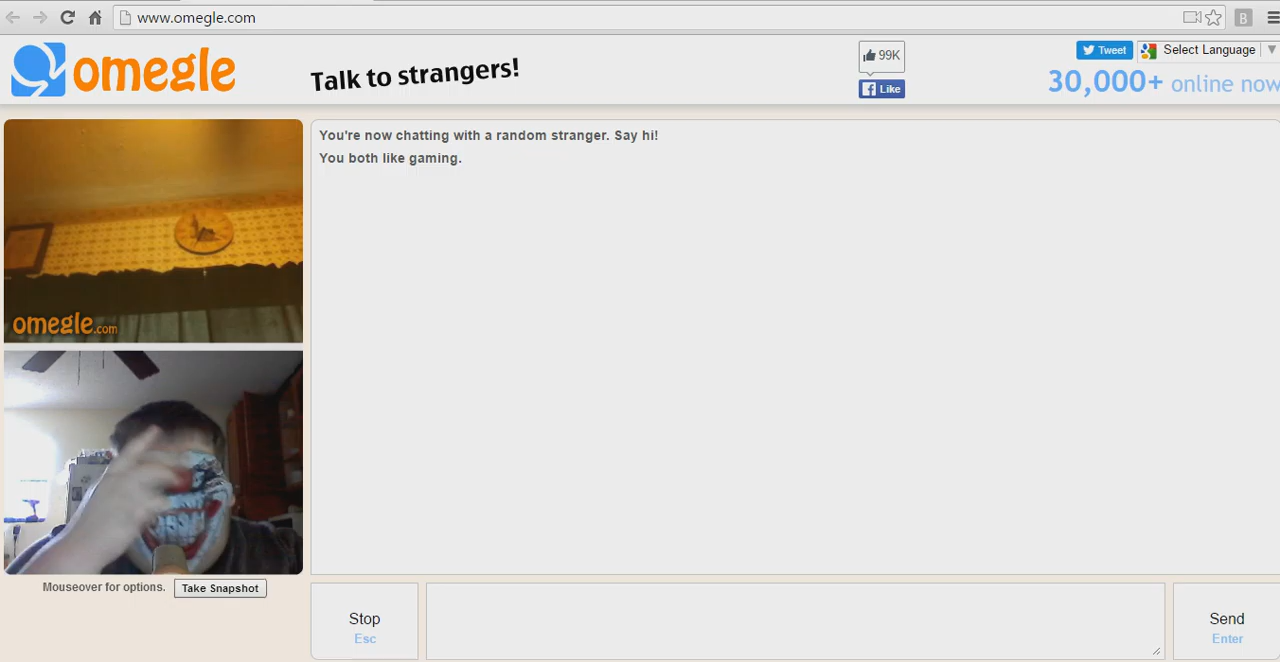 www.omegle.com
B
omegle
Talk to strangers!
99K
Like
Tweet
Select Language
30,000+ online now
omegle.com
You're now chatting with a random stranger. Say hi!
You both like gaming.
Mouseover for options.
Take Snapshot
Stop
Esc
Send
Enter